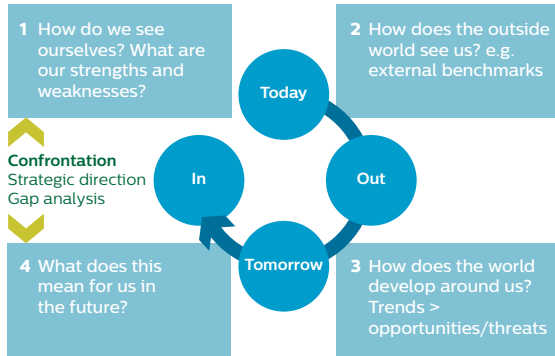 1 How do we see
ourselves? What are
our strengths and
weaknesses?
2 How does the outside
world see us? e.g.
external benchmarks
Today
Confrontation
Strategic direction
Gap analysis
In
Out
Tomorrow
4 What does this
mean for us in
the future?
3 How does the world
develop around us?
Trends >
opportunities/threats